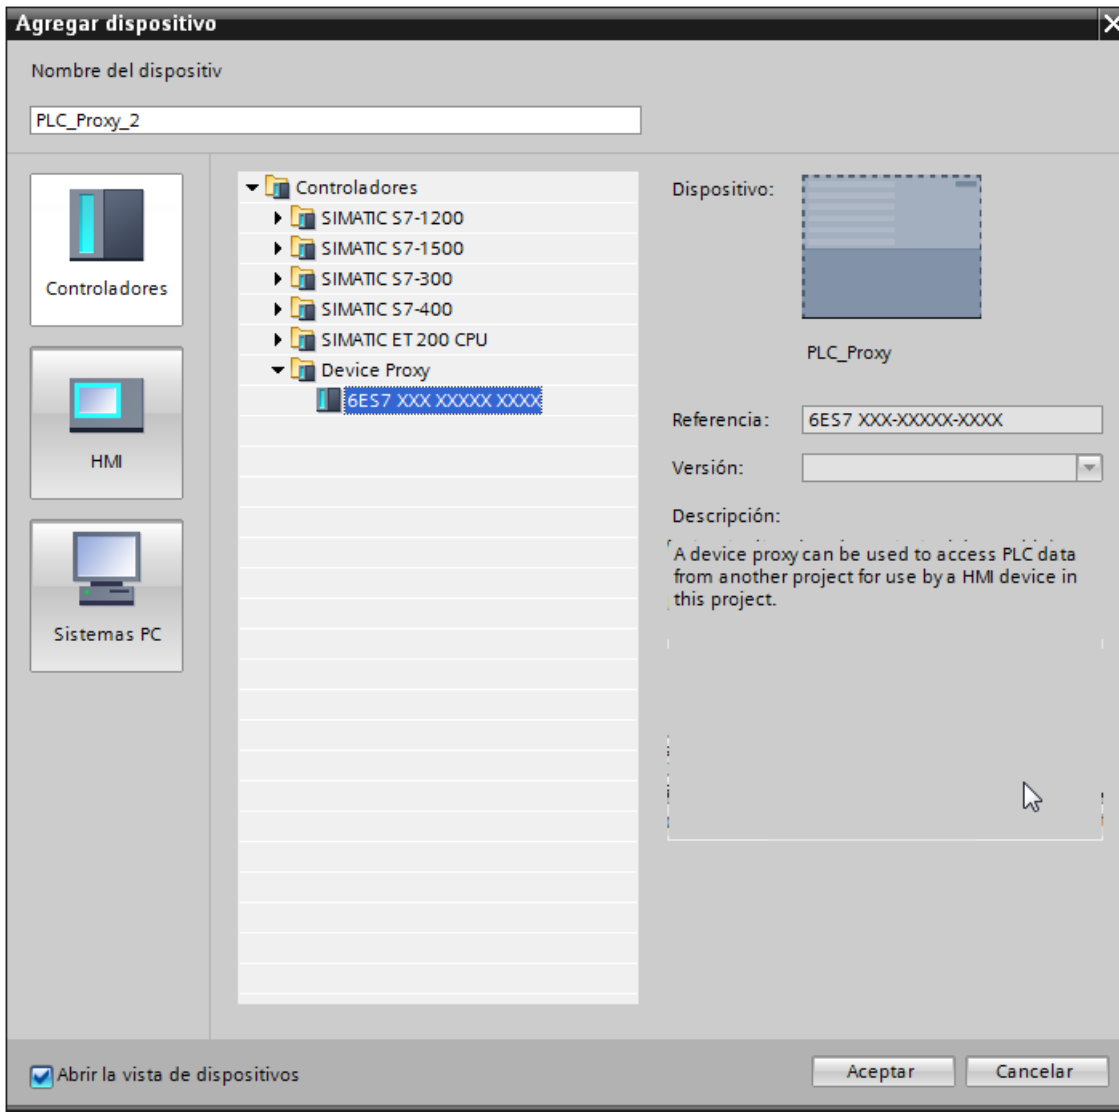 Agregar dispositivo
Nombre del dispositiv
PLC_Proxy_2
Controladores
HMI
Sistemas PC
Controladores
SIMATIC S7-1200
SIMATIC S7-1500
SIMATIC S7-300
SIMATIC S7-400
SIMATIC ET 200 CPU
Device Proxy
6ES7 XXX XXXXX XXXX
Dispositivo:
PLC_Proxy
Referencia:
6ES7 XXX-XXXXX-XXXX
Versión:
Descripción:
A device proxy can be used to access PLC data
from another project for use by a HMI device in
this project.
Abrir la vista de dispositivos
Aceptar
Cancelar